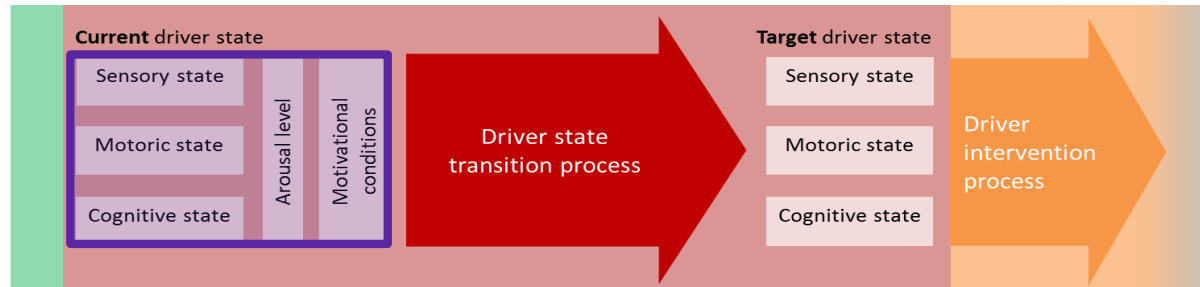 Current driver state
Sensory state
Motoric state
Cognitive state
Arousal level
Motivational
conditions
Driver state
transition process
Target driver state
Sensory state
Motoric state
Cognitive state
Driver
intervention
process